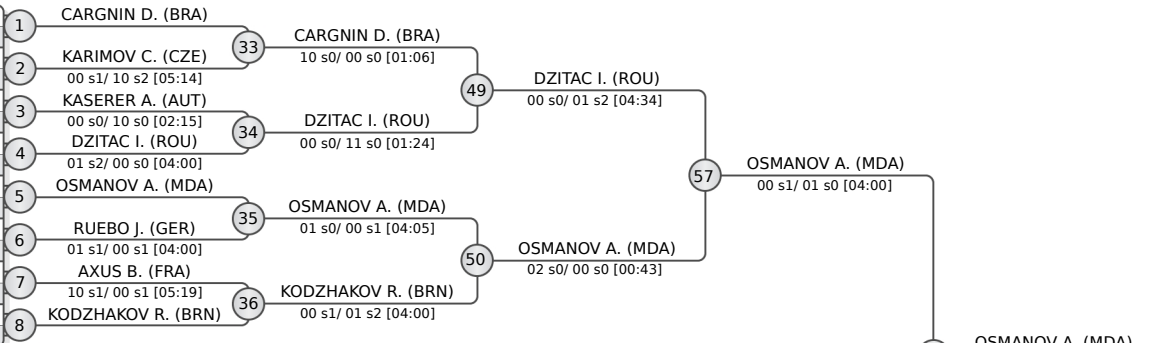 1
CARGNIN D. (BRA)
2
KARIMOV C. (CZE)
00 s1/ 10 s2 [05:14]
3
KASERER A. (AUT)
00 s0/ 10 s0 [02:15]
4
DZITAC I. (ROU)
01 s2/ 00 s0 [04:00]
5
OSMANOV A. (MDA)
6
RUEBO J. (GER)
01 s1/ 00 s1 [04:00]
7
AXUS B. (FRA)
10 s1/ 00 s1 [05:19]
8
KODZHAKOV R. (BRN)
33
CARGNIN D. (BRA)
10 s0/ 00 s0 [01:06]
34
DZITAC I. (ROU)
00 s0/ 11 s0 [01:24]
35
OSMANOV A. (MDA)
01 s0/ 00 s1 [04:05]
36
KODZHAKOV R. (BRN)
00 s1/ 01 s2 [04:00]
49
DZITAC I. (ROU)
00 s0/ 01 s2 [04:34]
50
OSMANOV A. (MDA)
02 s0/ 00 s0 [00:43]
57
OSMANOV A. (MDA)
00 s1/ 01 s0 [04:00]
OSMANOV A. (MDA)